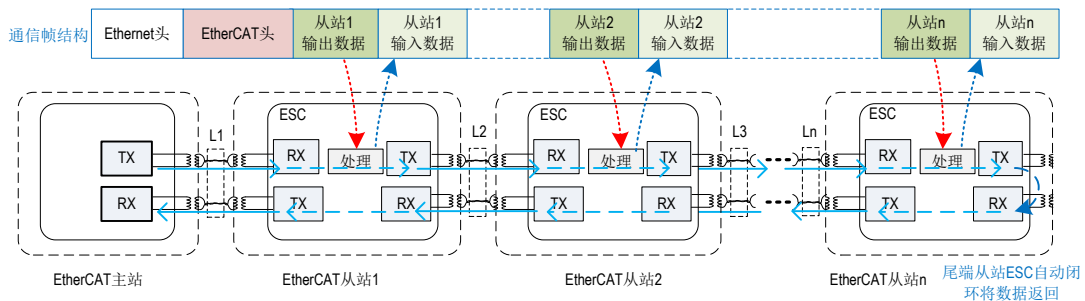 通信帧结构
Ethernet头
EtherCAT头
从站1
输出数据
从站1
输入数据
从站2
输出数据
从站2
输入数据
从站n
输出数据
从站n
输入数据
ESC
ESC
ESC
L1
L2
L3
Ln
TX
RX
处理
TX
RX
处理
TX
RX
处理
TX
RX
TX
RX
TX
RX
TX
RX
EtherCAT主站
EtherCAT从站1
EtherCAT从站2
EtherCAT从站n
尾端从站ESC自动闭
环将数据返回